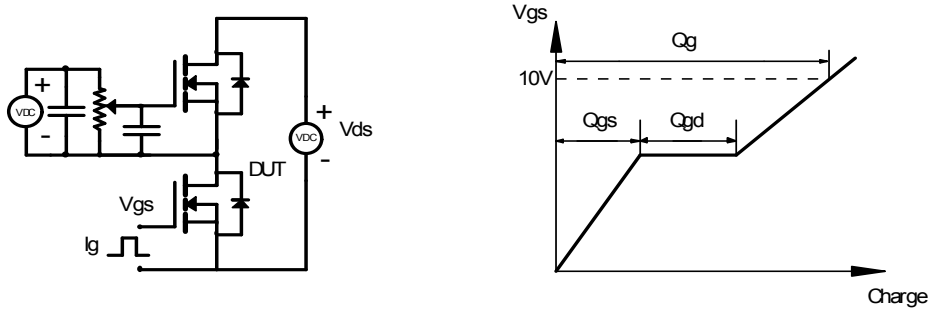 +
VDC
-
+
VDC
-
Vds
DUT
Vgs
Ig
Vgs
Qg
10V
Qgs
Qgd
Charge